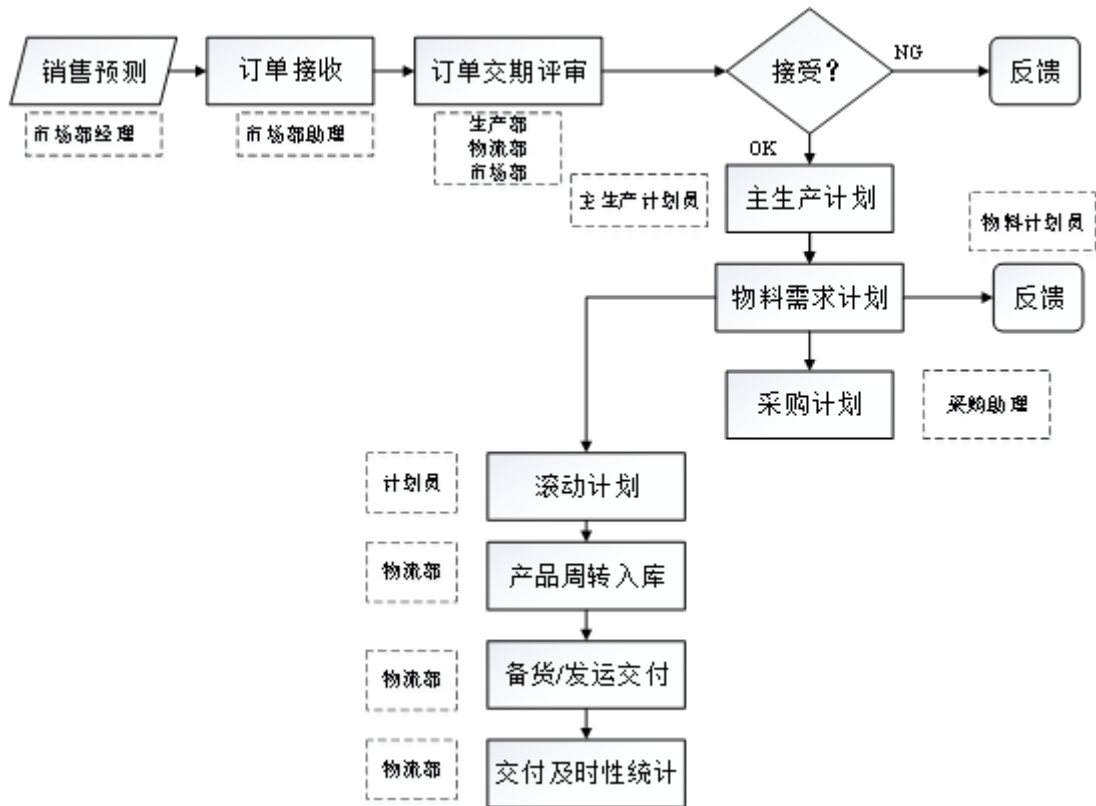 销售预测
订单接收
订单交期评审
接受?
NG
反馈
市场部经理
市场部助理
生产部
物流部
市场部
OK
主生产计划员
主生产计划
物料计划员
物料需求计划
反馈
采购计划
采购助理
计划员
滚动计划
物流部
产品周转入库
物流部
备货/发运交付
物流部
交付及时性统计